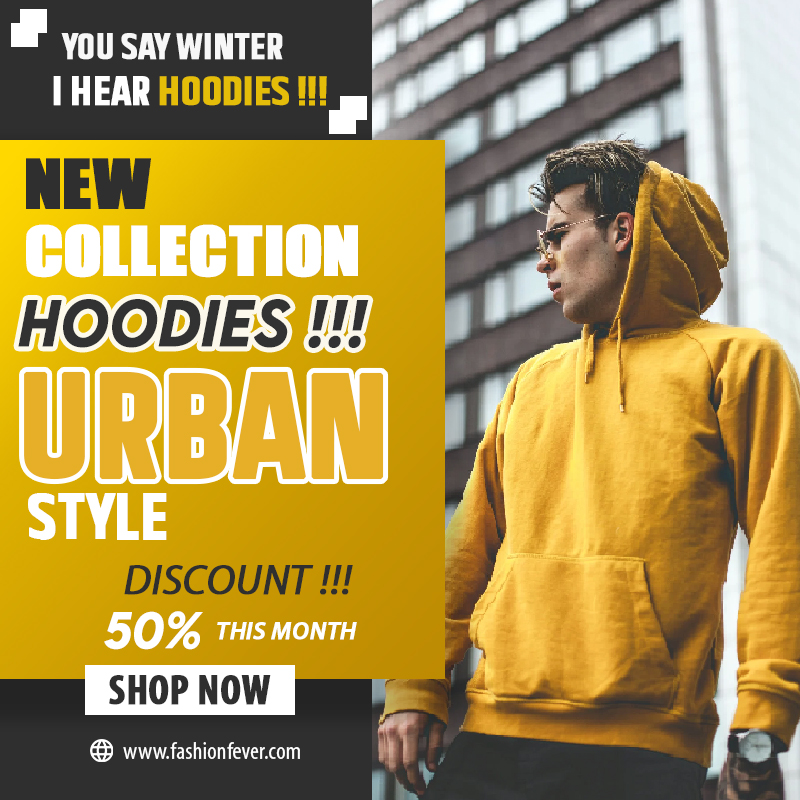 YOU SAY WINTER
I HEAR HOODIES !!!
NEW
COLLECTION
HOODIES !!!
URBAN
STYLE
DISCOUNT !!!
50% THIS MONTH
SHOP NOW
www.fashionfever.com